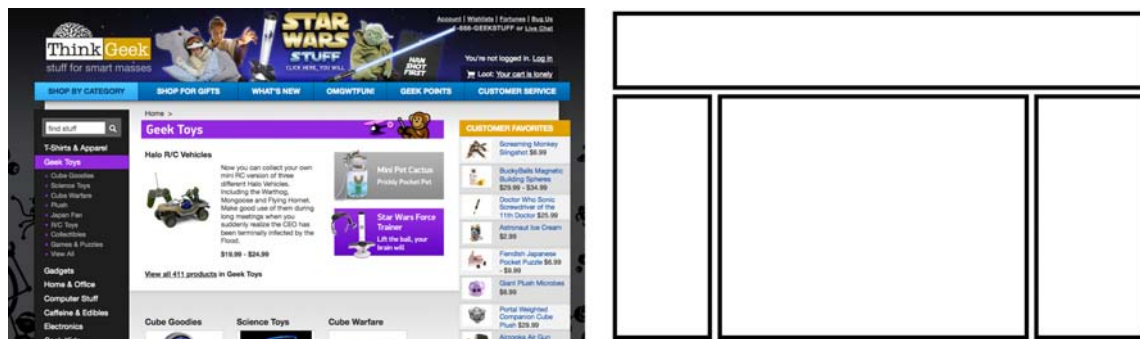 STAR
WARS
STUFF
CLICK HERE, YOU WILL
HAN
SHOT
FIRST
Account | Wishlists | Fortunes | Bug Us
1-888-GEEKSTUFF or Live Chat
ThinkGeek
stuff for smart masses
You're not logged in. Log in
Loot: Your cart is lonely
SHOP BY CATEGORY SHOP FOR GIFTS WHAT'S NEW OMGWTFUN! GEEK POINTS CUSTOMER SERVICE
find stuff
T-Shirts & Apparel
Geek Toys
Cube Goodies
Science Toys
Cube Warfare
Plush
Japan Fan
R/C Toys
Collectibles
Games & Puzzles
View All
Gadgets
Home & Office
Computer Stuff
Caffeine & Edibles
Electronics
Home >
Geek Toys
Halo R/C Vehicles
Now you can collect your own
mini RC version of three
different Halo Vehicles.
Including the Warthog,
Mongoose and Flying Hornet.
Make good use of them during
long meetings when you
suddenly realize the CEO has
been terminally infected by the
Flood.
$19.99 - $24.99
View all 411 products in Geek Toys
Mini Pet Cactus
Prickly Pocket Pet
Star Wars Force
Trainer
Lift the ball, your
brain will
Cube Goodies Science Toys Cube Warfare
CUSTOMER FAVORITES
Screaming Monkey
Slingshot $6.99
BuckyBalls Magnetic
Building Spheres
$29.99 - $34.99
Doctor Who Sonic
Screwdriver of the
11th Doctor $25.99
Astronaut Ice Cream
$2.99
Fiendish Japanese
Pocket Puzzle $6.99
- $9.99
Giant Plush Microbes
$8.99
Portal Weighted
Companion Cube
Plush $29.99
Airzooka Air Gun